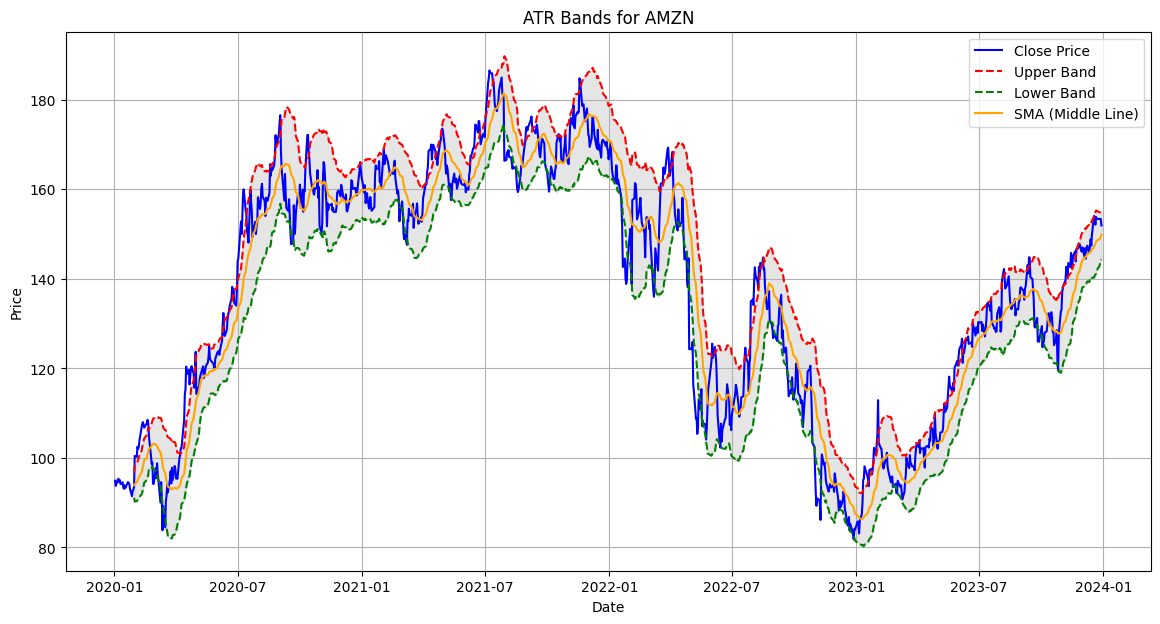 ATR Bands for AMZN
Close Price
Upper Band
Lower Band
SMA (Middle Line)
Price
180
160
140
120
100
80
2020-01
2020-07
2021-01
2021-07
2022-01
2022-07
2023-01
2023-07
2024-01
Date